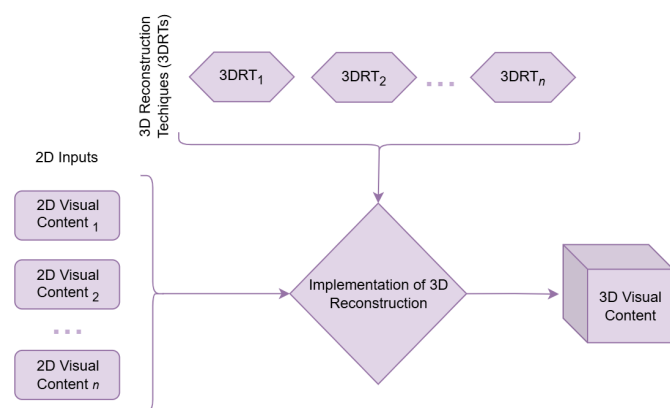 3D Reconstruction
Techiques (3DRTs)
3DRT1
3DRT2
...
3DRTn
2D Inputs
2D Visual
Content 1
2D Visual
Content 2
...
2D Visual
Content n
Implementation of 3D
Reconstruction
3D Visual
Content